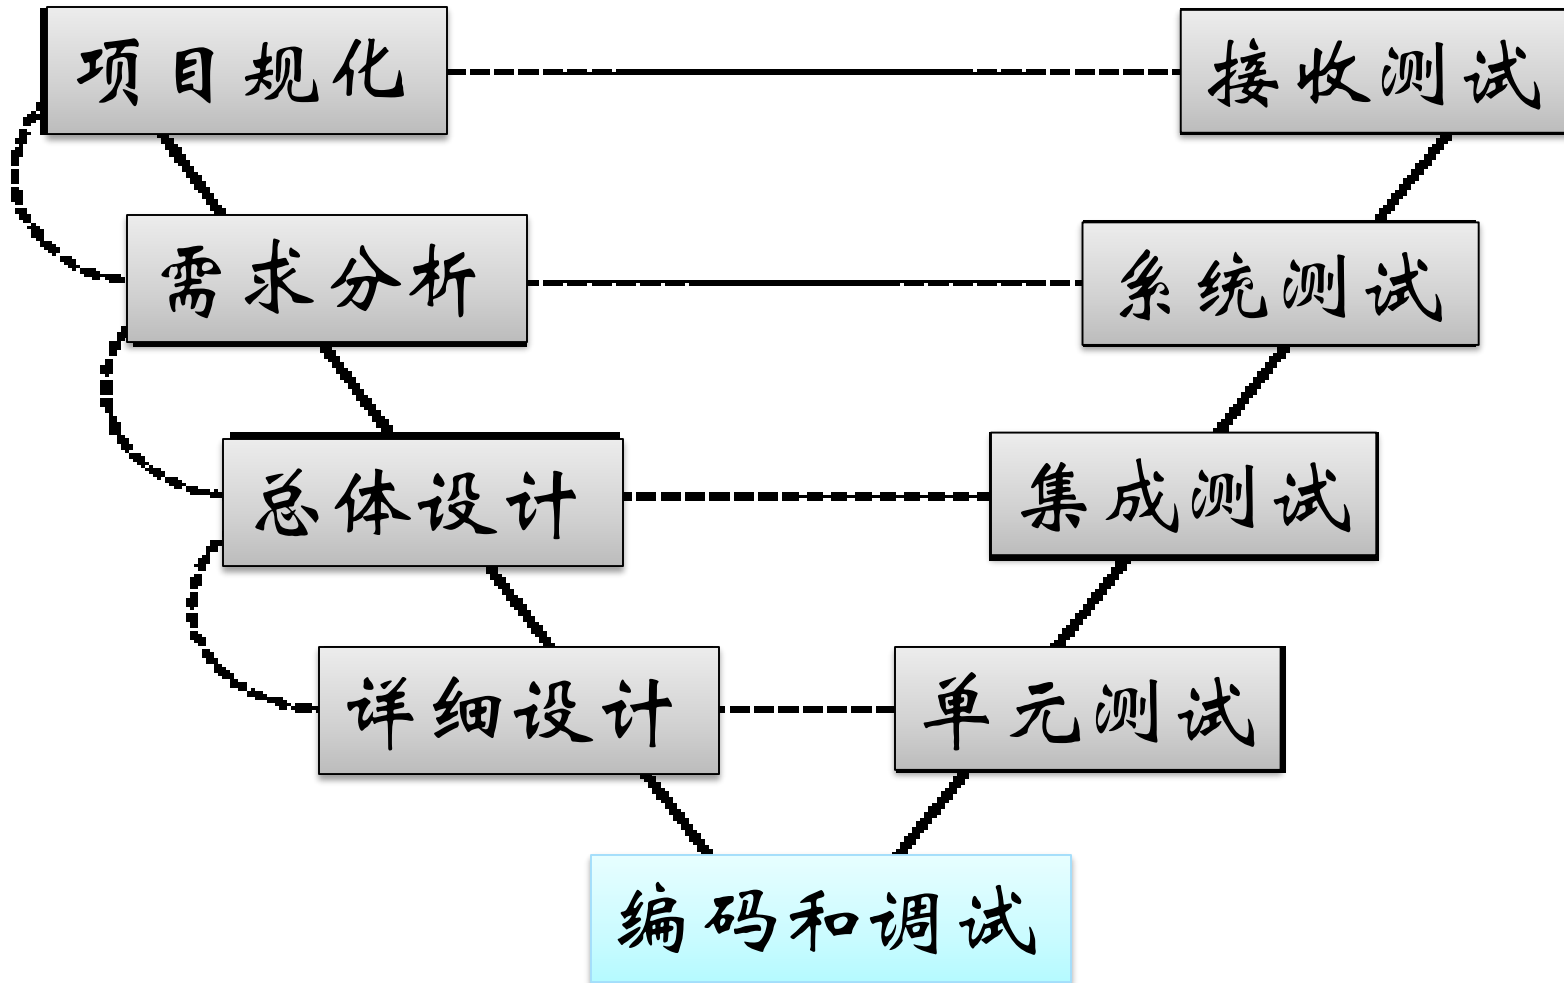 项目规化
接收测试
需求分析
系统测试
总体设计
集成测试
详细设计
单元测试
编码和调试